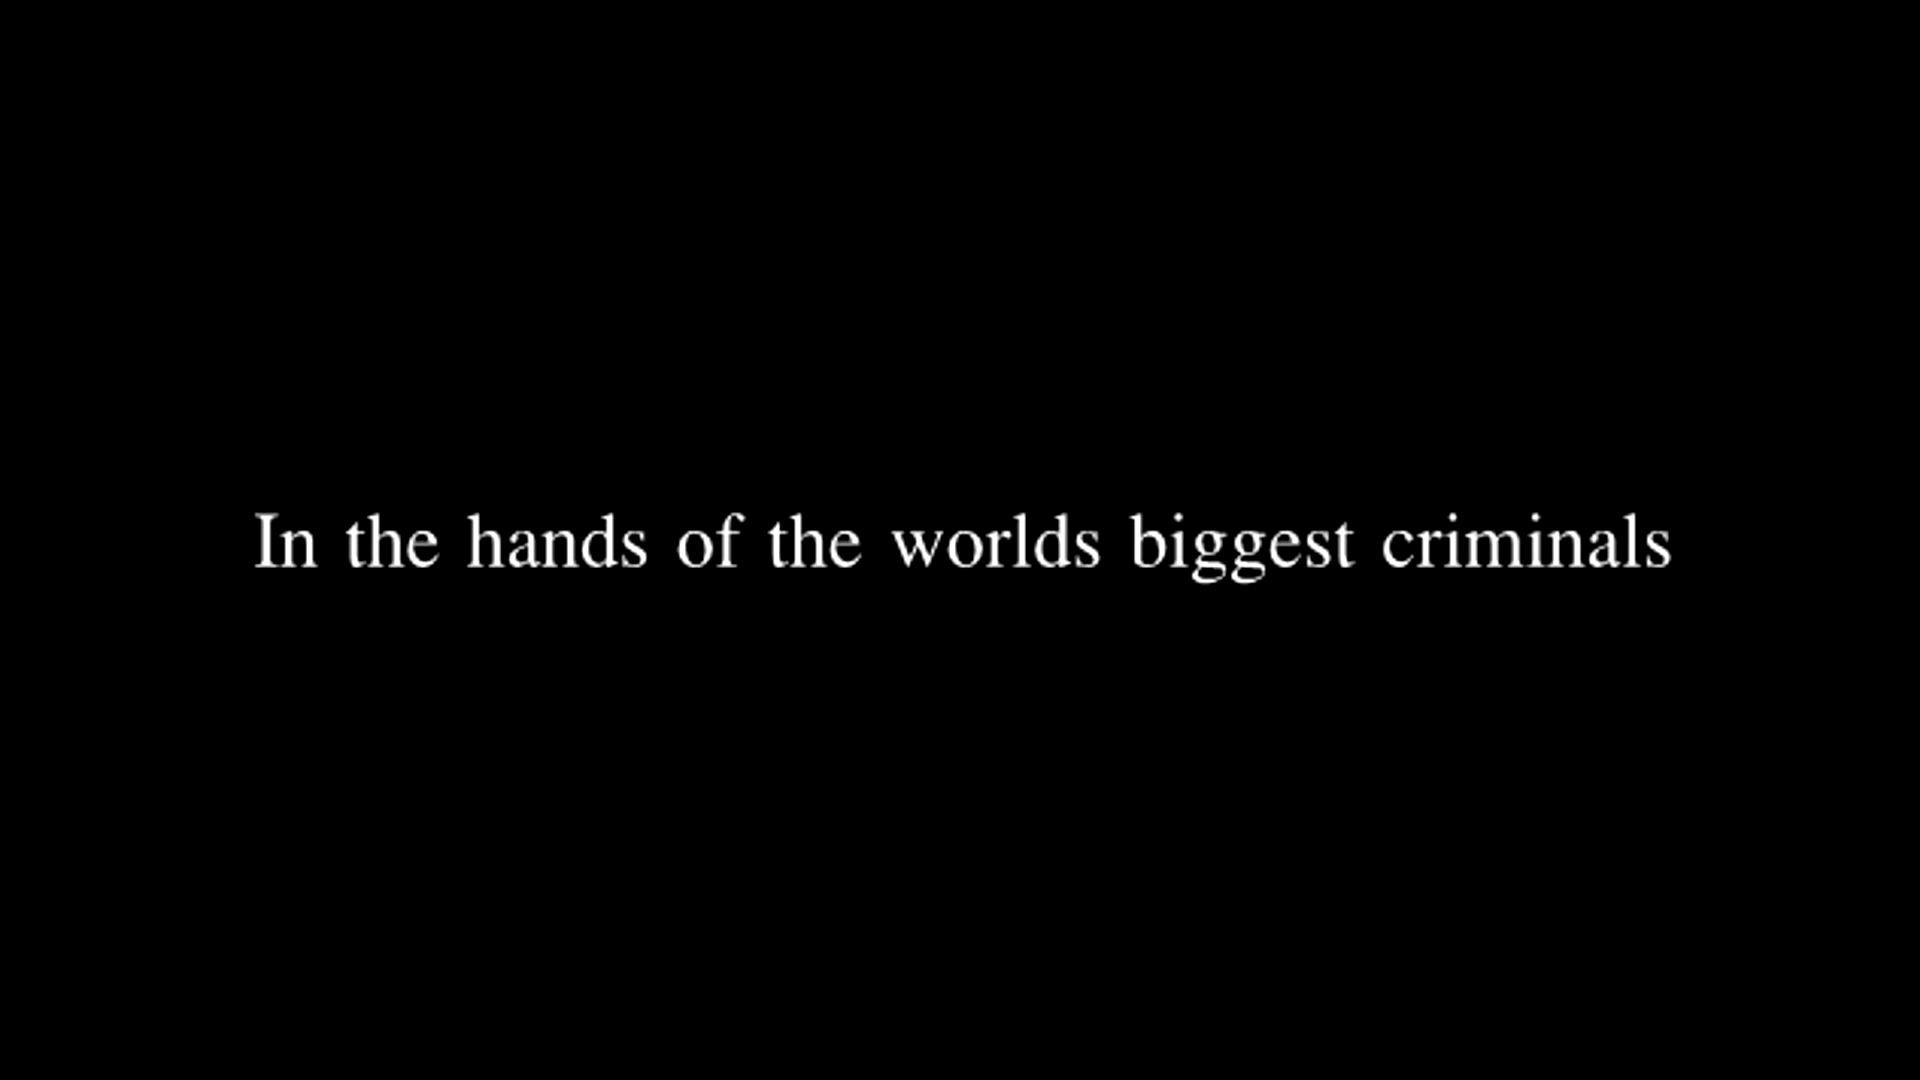 In the hands of the worlds biggest criminals